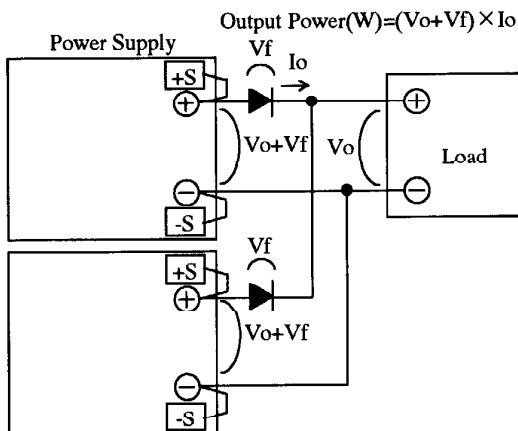 Output Power(W)=(Vo+Vf)×Io
Power Supply
Vf
Io
+S
+
+
Vo+Vf
Vo
Load
−
−
-S
Vf
+S
+
Vo+Vf
−
-S